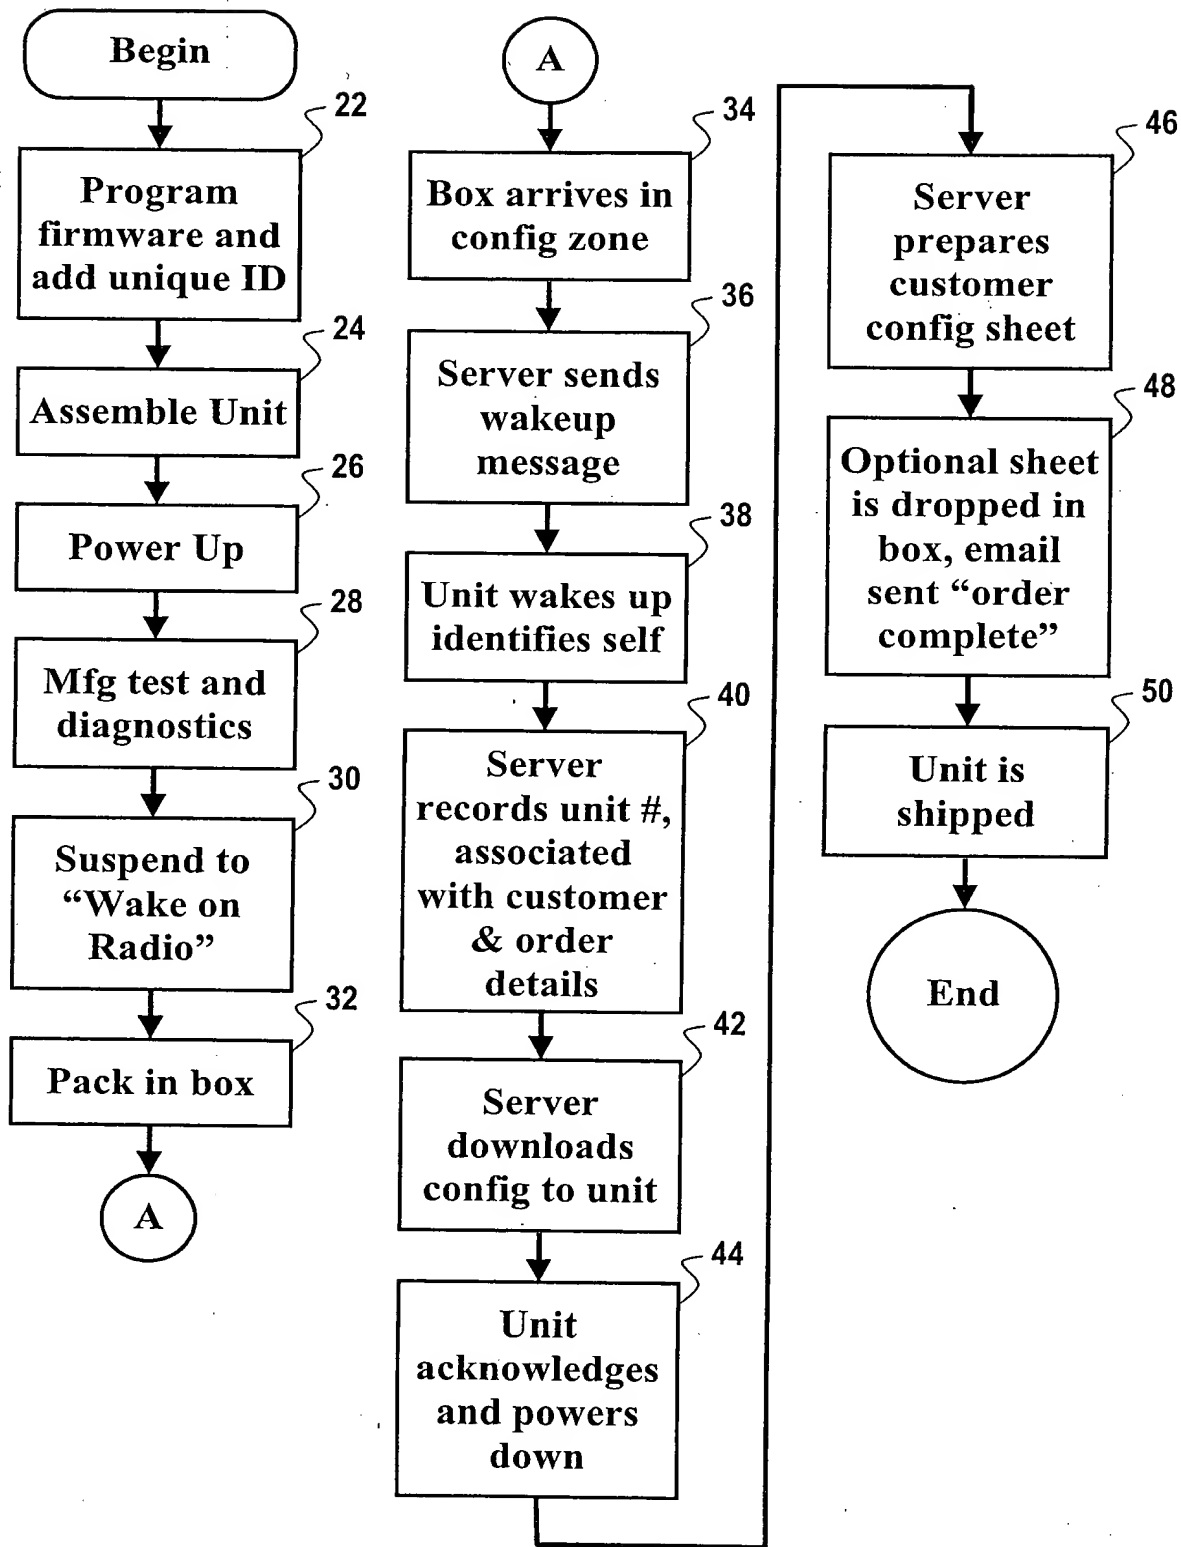 Begin
22
Program
firmware and
add unique ID
24
Assemble Unit
26
Power Up
28
Mfg test and
diagnostics
30
Suspend to
“Wake on
Radio”
32
Pack in box
A
A
34
Box arrives in
config zone
36
Server sends
wakeup
message
38
Unit wakes up
identifies self
40
Server
records unit #,
associated
with customer
& order
details
42
Server
downloads
config to unit
44
Unit
acknowledges
and powers
down
46
Server
prepares
customer
config sheet
48
Optional sheet
is dropped in
box, email
sent “order
complete”
50
Unit is
shipped
End